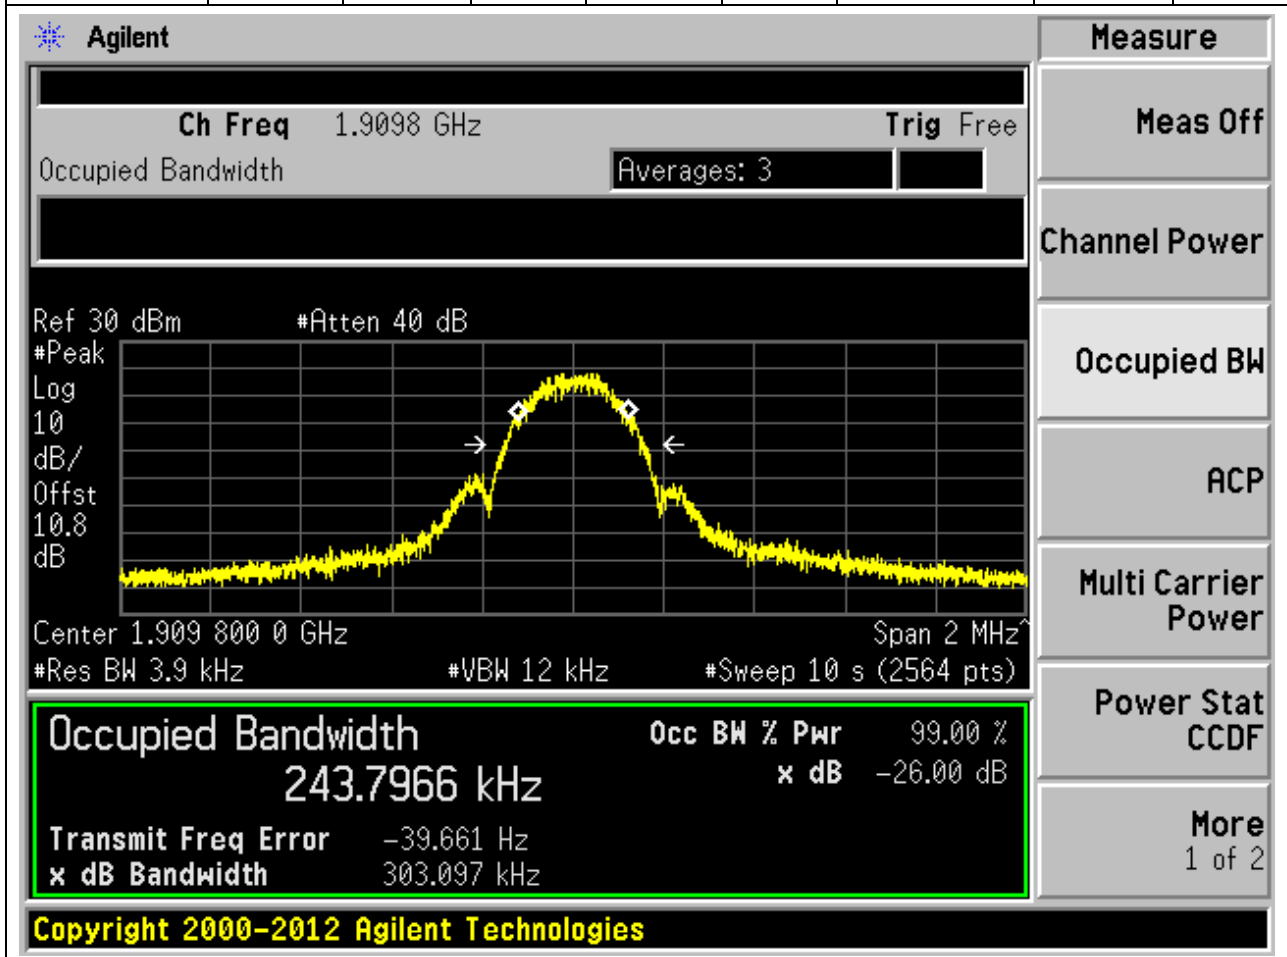 Agilent
Measure
Ch Freq 1.9098 GHz Trig Free
Occupied Bandwidth Averages: 3
Meas Off
Channel Power
Occupied BW
ACP
Multi Carrier
Power
Power Stat
CCDF
More
1 of 2
Ref 30 dBm #Atten 40 dB
#Peak
Log
10
dB/
Offst
10.8
dB
Center 1.909 800 0 GHz Span 2 MHz^
#Res BW 3.9 kHz #VBW 12 kHz #Sweep 10 s (2564 pts)
Occupied Bandwidth Occ BW % Pwr 99.00 %
243.7966 kHz x dB -26.00 dB
Transmit Freq Error -39.661 Hz
x dB Bandwidth 303.097 kHz
Copyright 2000-2012 Agilent Technologies